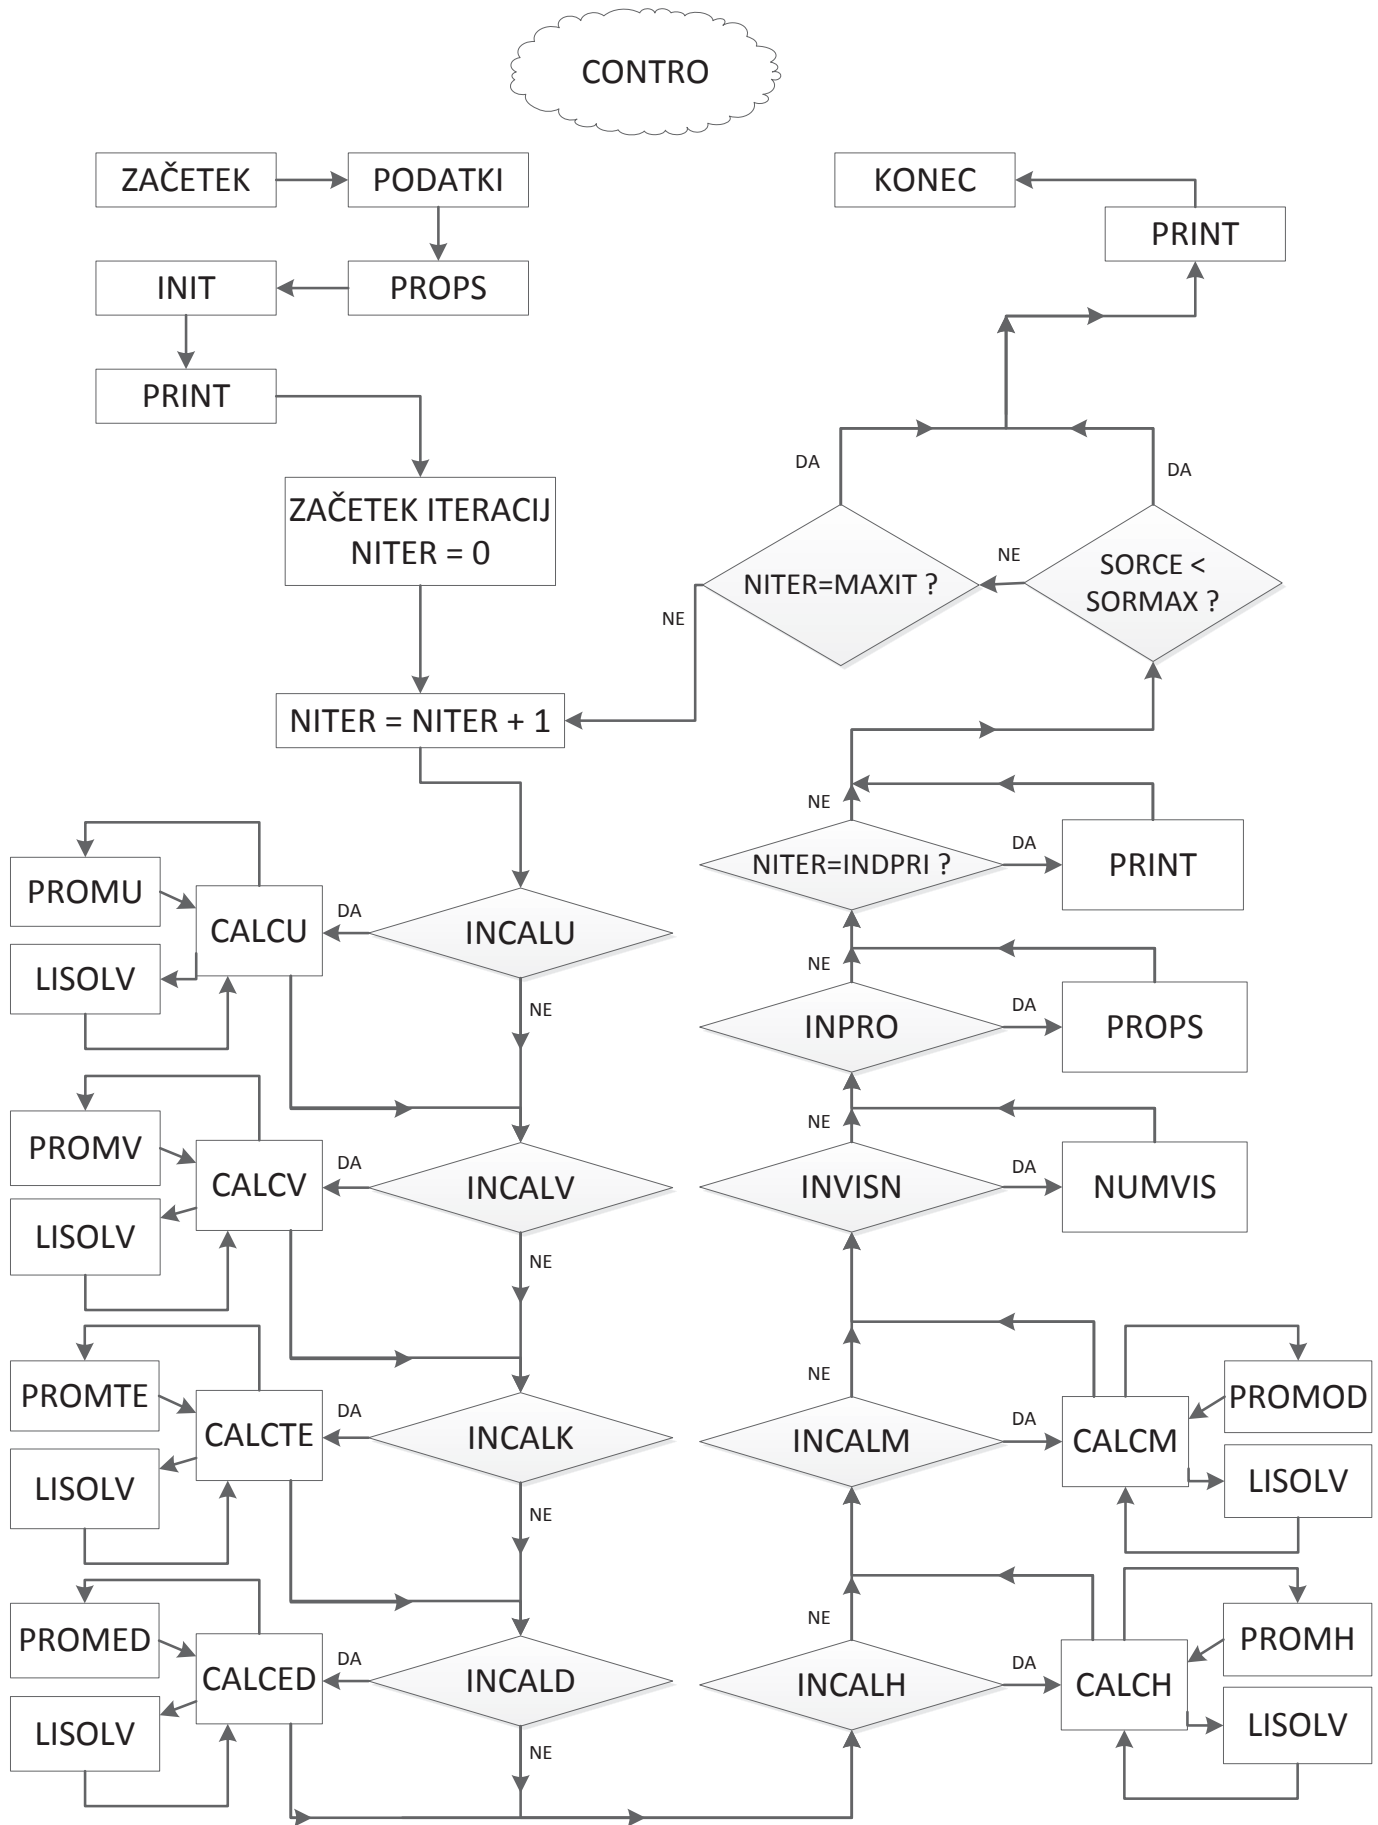 CONTRO
ZAČETEK
PODATKI
INIT
PROPS
PRINT
ZAČETEK ITERACIJ
NITER = 0
NITER = NITER + 1
PROMU
CALCU
DA
INCALU
LISOLV
NE
PROMV
CALCV
DA
INCALV
LISOLV
NE
PROMTE
CALCTE
DA
INCALK
LISOLV
NE
PROMED
CALCED
DA
INCALD
LISOLV
NE
KONEC
PRINT
DA
DA
NITER=MAXIT ?
NE
SORCE <
SORMAX ?
NE
NE
NITER=INDPRI ?
DA
PRINT
NE
INPRO
DA
PROPS
NE
INVISN
DA
NUMVIS
NE
INCALM
DA
CALCM
PROMOD
LISOLV
NE
INCALH
DA
CALCH
PROMH
LISOLV